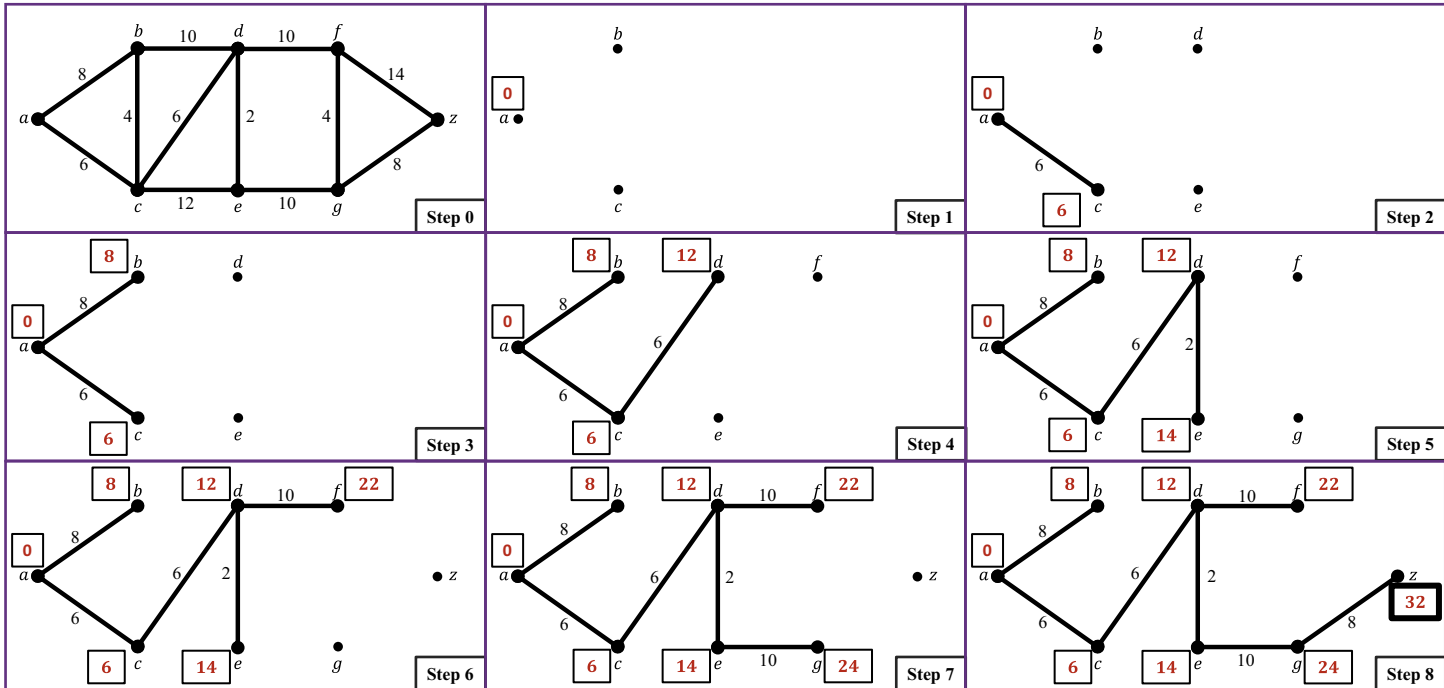 b d f
10 10
8 14
a 4 6 2 4 z
6 8
c 12 e 10 g
Step 0
b
0
a
c
Step 1
b d
0
a
6
6 c e
Step 2
8 b d
8
0
a
6
6 c e
Step 3
8 b 12 d f
8
0
a 6
6
6 c e
Step 4
8 b 12 d f
8
0
a 6 2
6
6 c 14 e g
Step 5
8 b 12 d 10 f 22
8
0
a 6 2 z
6
6 c 14 e g
Step 6
8 b 12 d 10 f 22
8
0
a 6 2 z
6
6 c 14 e 10 g 24
Step 7
8 b 12 d 10 f 22
8
0
a 6 2 z
32
6 8
6 c 14 e 10 g 24
Step 8